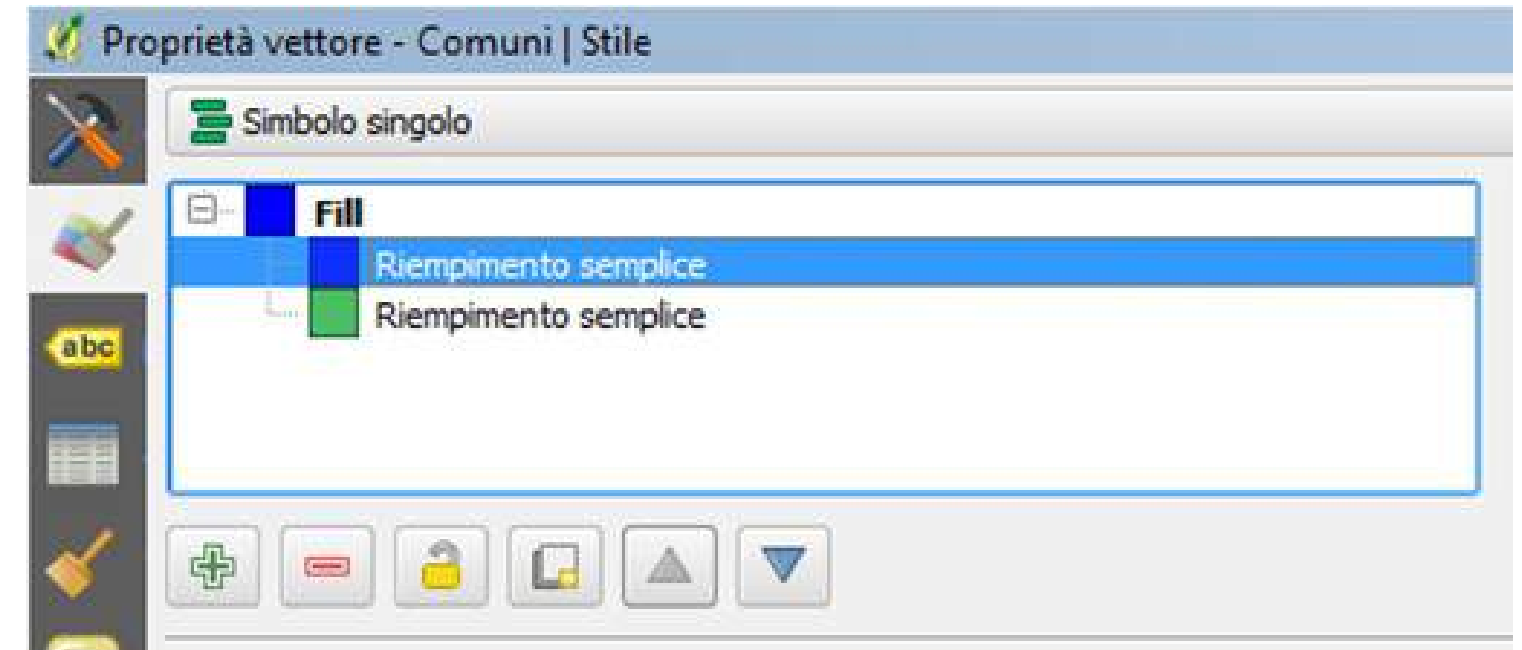 Proprietà vettore - Comuni | Stile
Simbolo singolo
Fill
Riempimento semplice
Riempimento semplice
abc